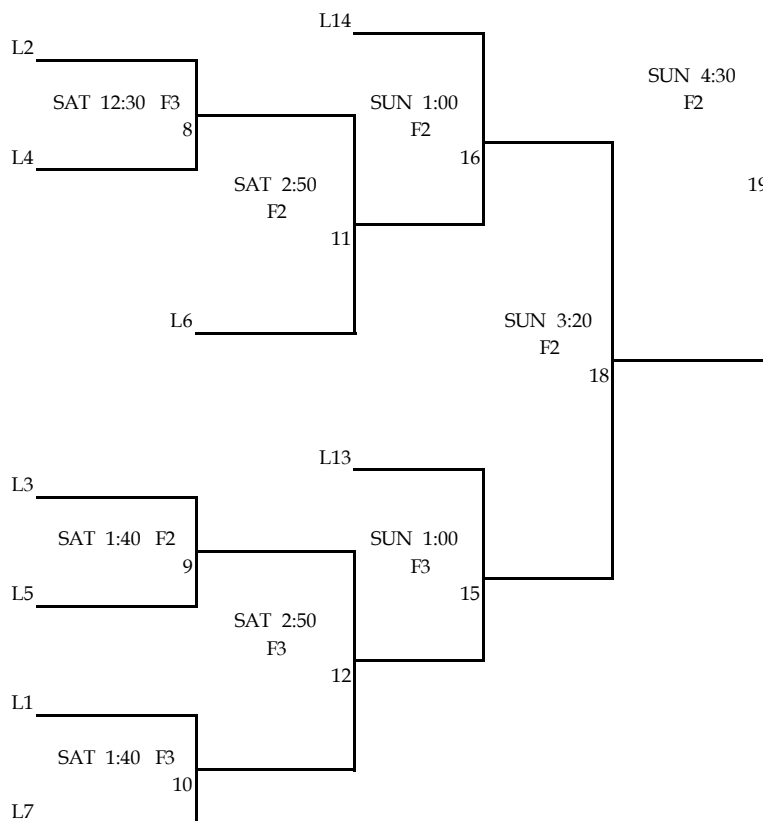 L14
L2
SUN 4:30
F2
SAT 12:30 F3
8
SUN 1:00
F2
16
L4
SAT 2:50
F2
19
11
L6
SUN 3:20
F2
18
L13
L3
SAT 1:40 F2
9
SUN 1:00
F3
15
L5
SAT 2:50
F3
12
L1
SAT 1:40 F3
10
L7